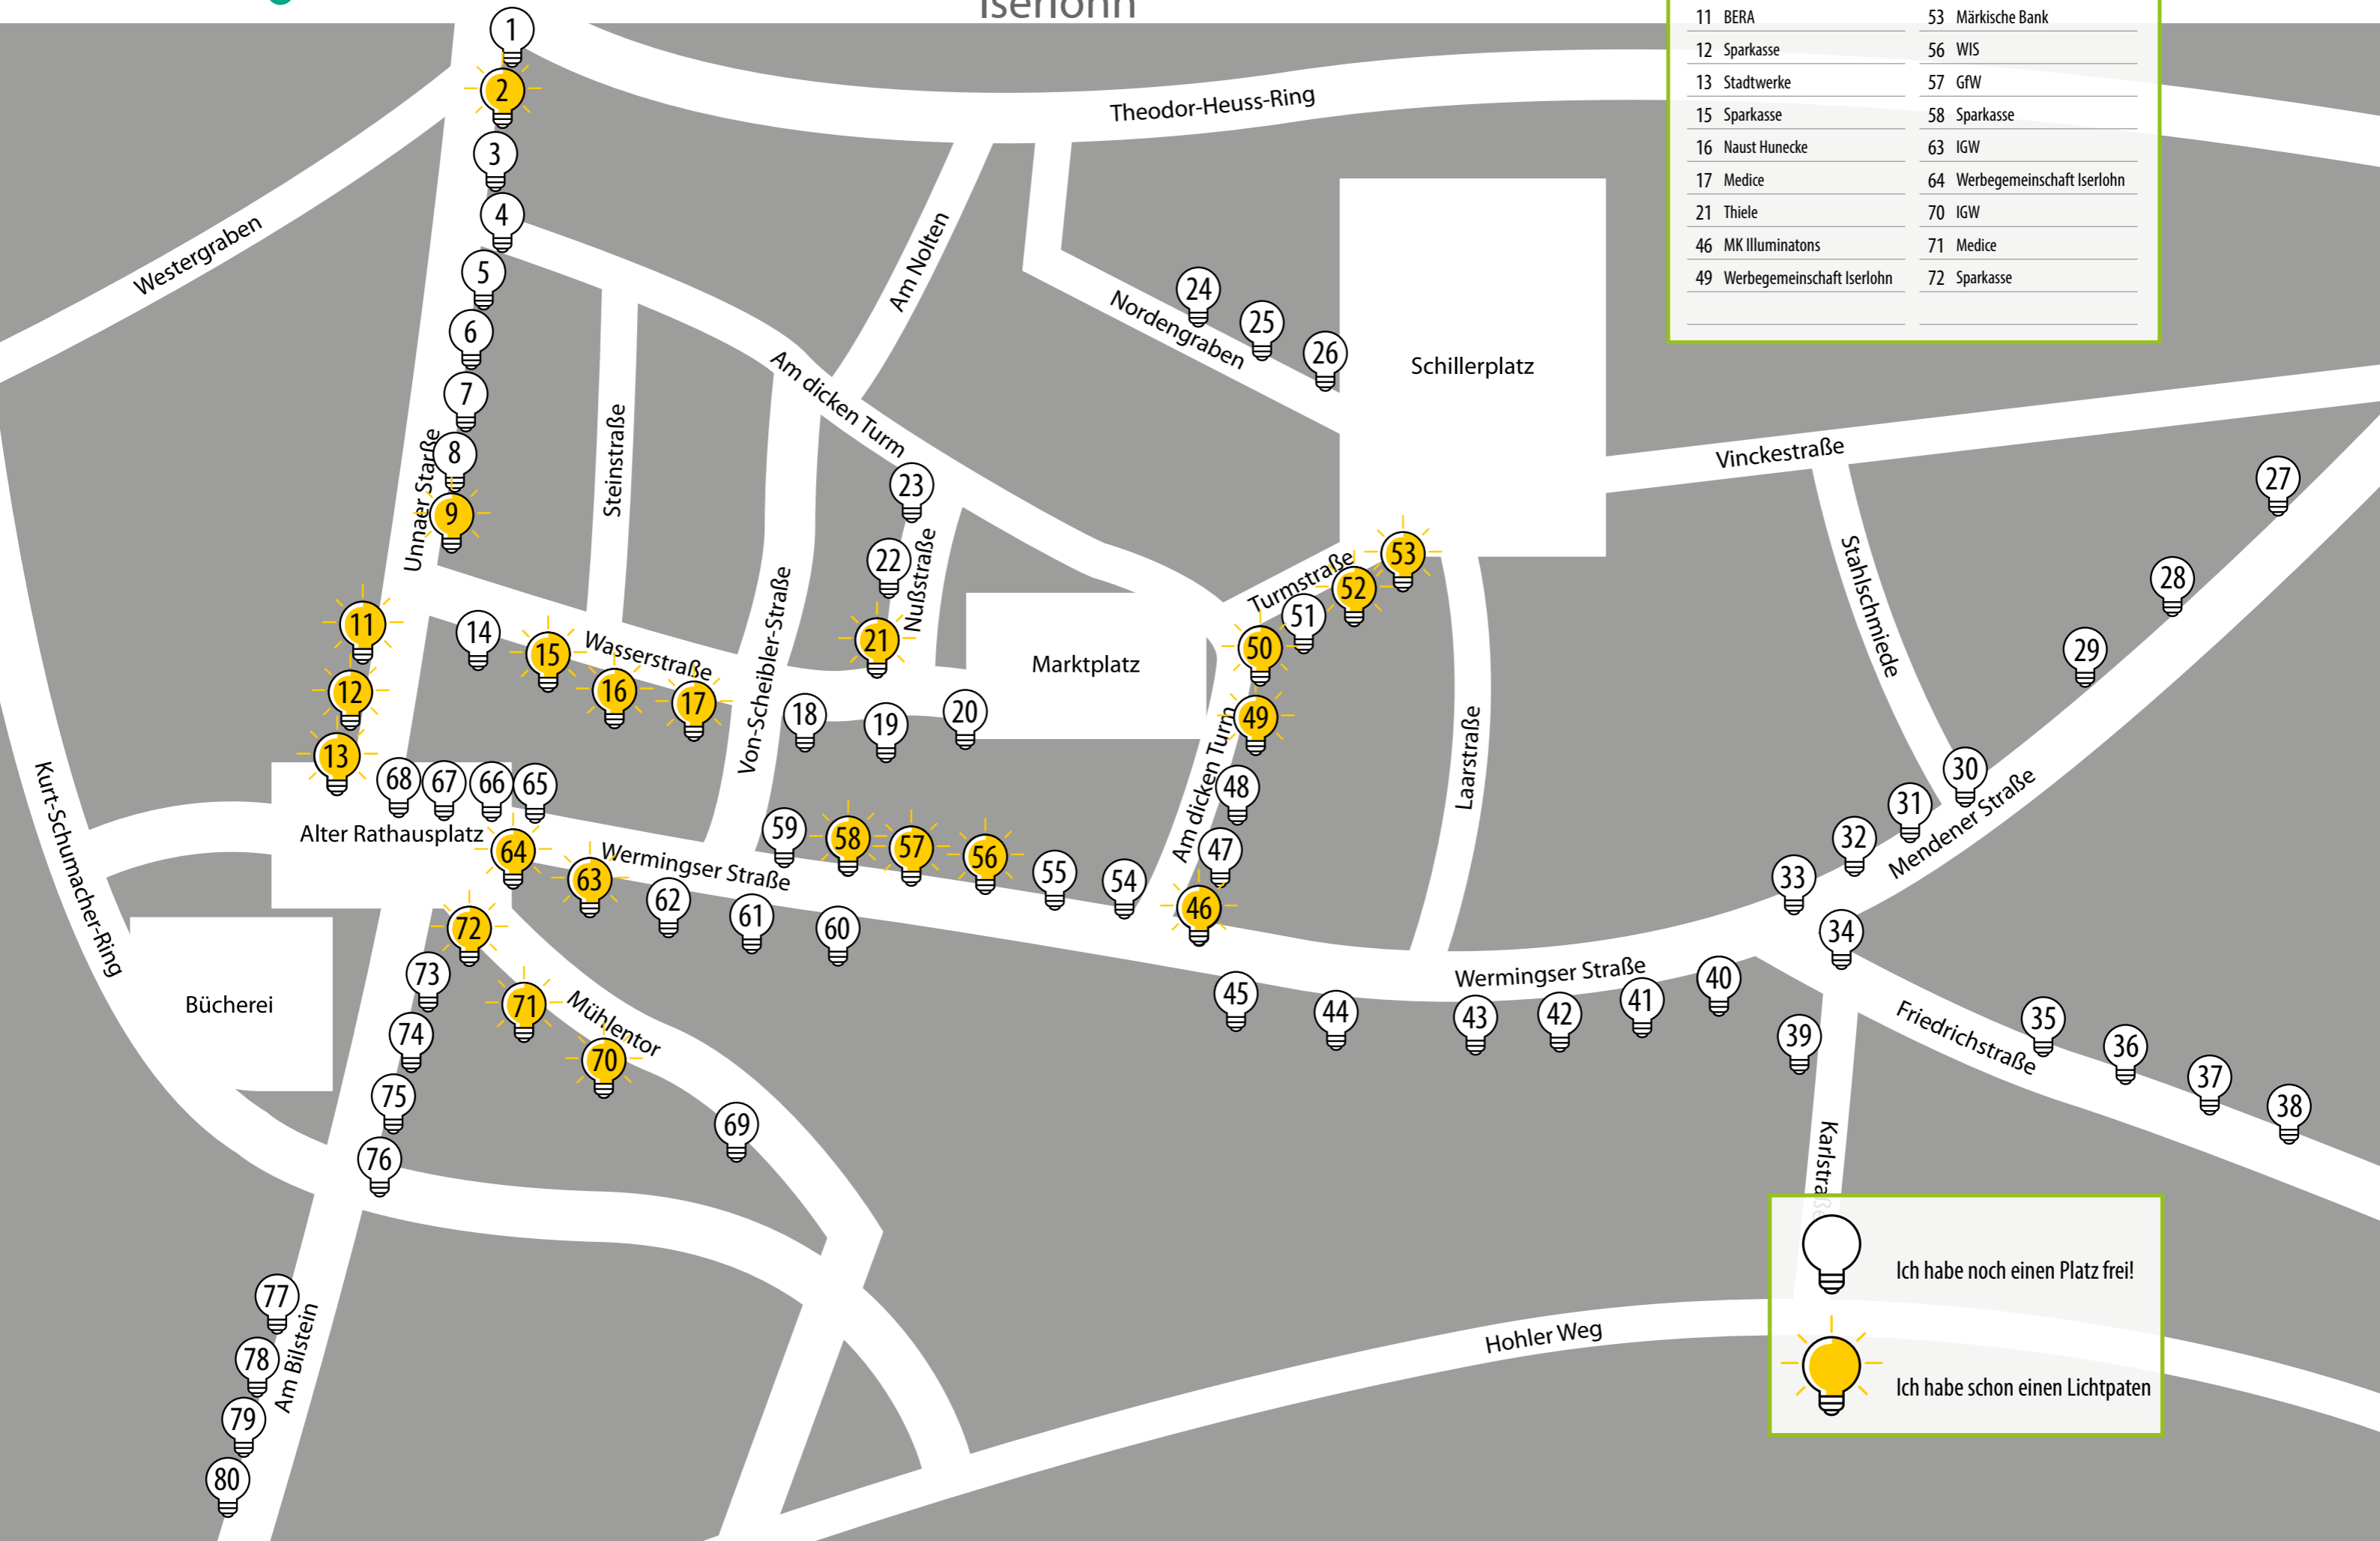 Iserlohn
11 BERA
12 Sparkasse
13 Stadtwerke
15 Sparkasse
16 Naust Hunecke
17 Medice
21 Thiele
46 MK Illuminatons
49 Werbegemeinschaft Iserlohn
53 Märkische Bank
56 WIS
57 GfW
58 Sparkasse
63 IGW
64 Werbegemeinschaft Iserlohn
70 IGW
71 Medice
72 Sparkasse
1
2
3
4
5
6
7
8
9
Theodor-Heuss-Ring
Westergraben
Am Nolten
Nordengraben
24
25
26
Schillerplatz
Unnaer Starße
Steinstraße
Am dicken Turm
Vinckestraße
27
28
29
Stahlschmiede
23
22
21
Nußstraße
Von-Scheibler-Straße
Wasserstraße
11
12
13
14
15
16
17
18
19
20
Marktplatz
Turmstraße
53
52
51
50
49
48
47
46
Am dicken Turm
Laarstraße
30
31
32
33
34
Mendener Straße
Kurt-Schumacher-Ring
68
67
66
65
Alter Rathausplatz
64
63
62
61
60
Wermingser Straße
59
58
57
56
55
54
72
73
74
75
76
Bücherei
71
70
69
Mühlentor
45
44
43
42
41
40
39
Wermingser Straße
Friedrichstraße
35
36
37
38
Karlstraße
77
78
79
80
Am Bilstein
Hohler Weg
Ich habe noch einen Platz frei!
Ich habe schon einen Lichtpaten